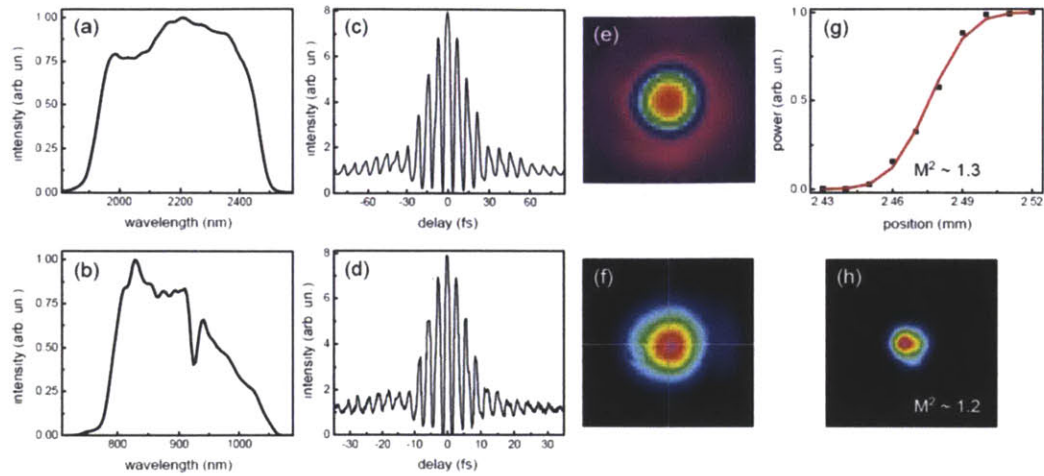 (a)
intensity (arb un.)
1 00
0 75
0 50
0.25
0 00
2000
2200
2400
wavelength (nm)
(c)
intensity (arb un.)
8
6
4
2
0
-60
-30
0
30
60
delay (fs)
(e)
(g)
power (arb un.)
1.0
0.5
0.0
M² ~ 1.3
2.43
2.46
2.49
2 52
position (mm)
(b)
intensity (arb un.)
1 00
0.75
0 50
0.25
0 00
800
900
1000
wavelength (nm)
(d)
intensity (arb un.)
8
6
4
2
0
-30
-20
-10
0
10
20
30
delay (fs)
(f)
(h)
M² ~ 1.2